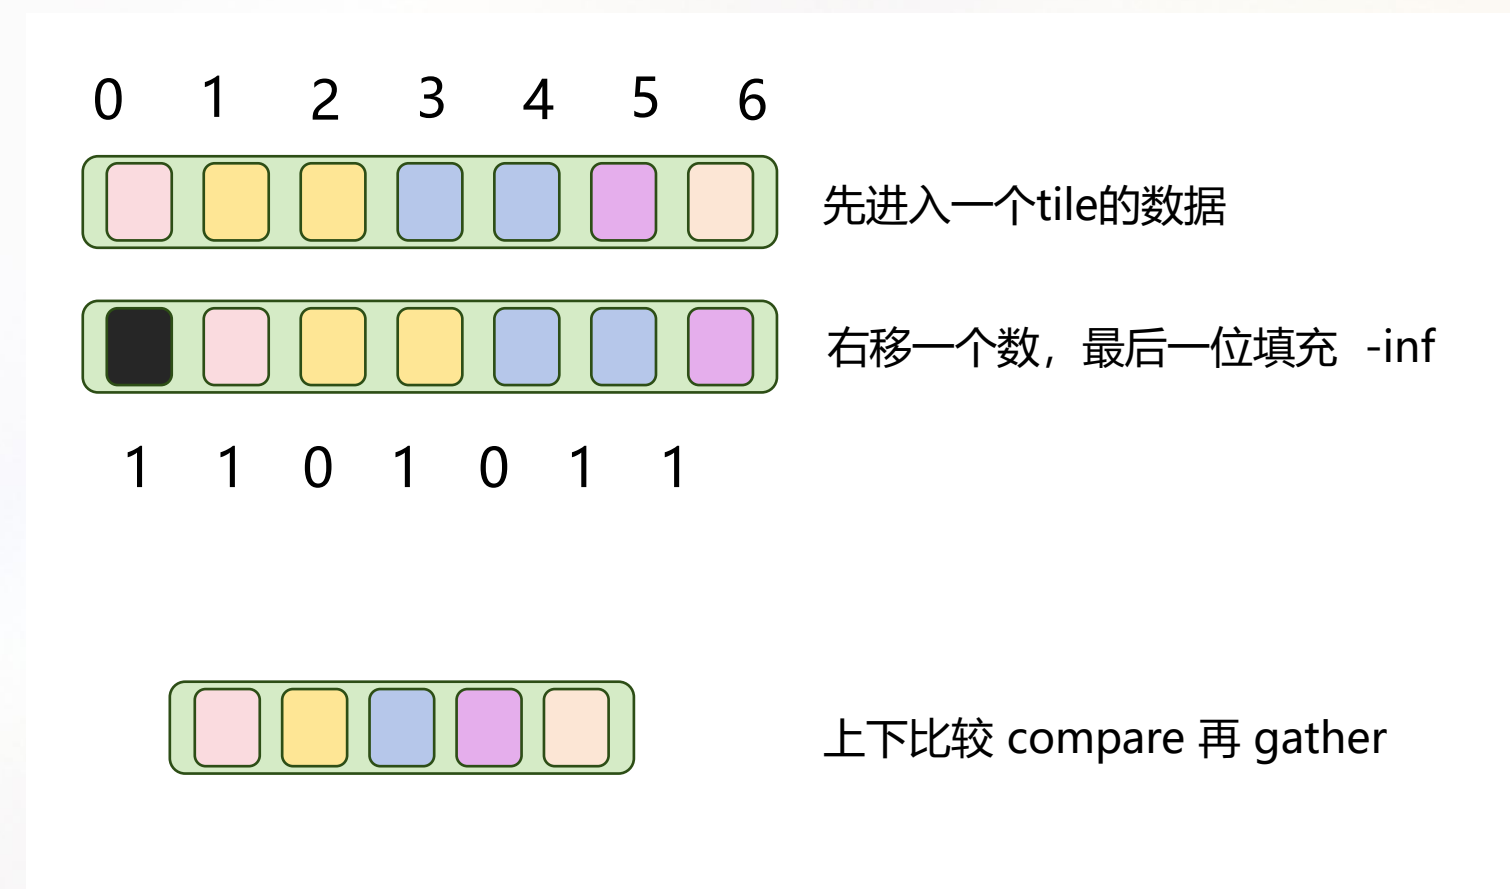 0 1 2 3 4 5 6
先进入一个tile的数据
右移一个数，最后一位填充 -inf
1 1 0 1 0 1 1
上下比较 compare 再 gather